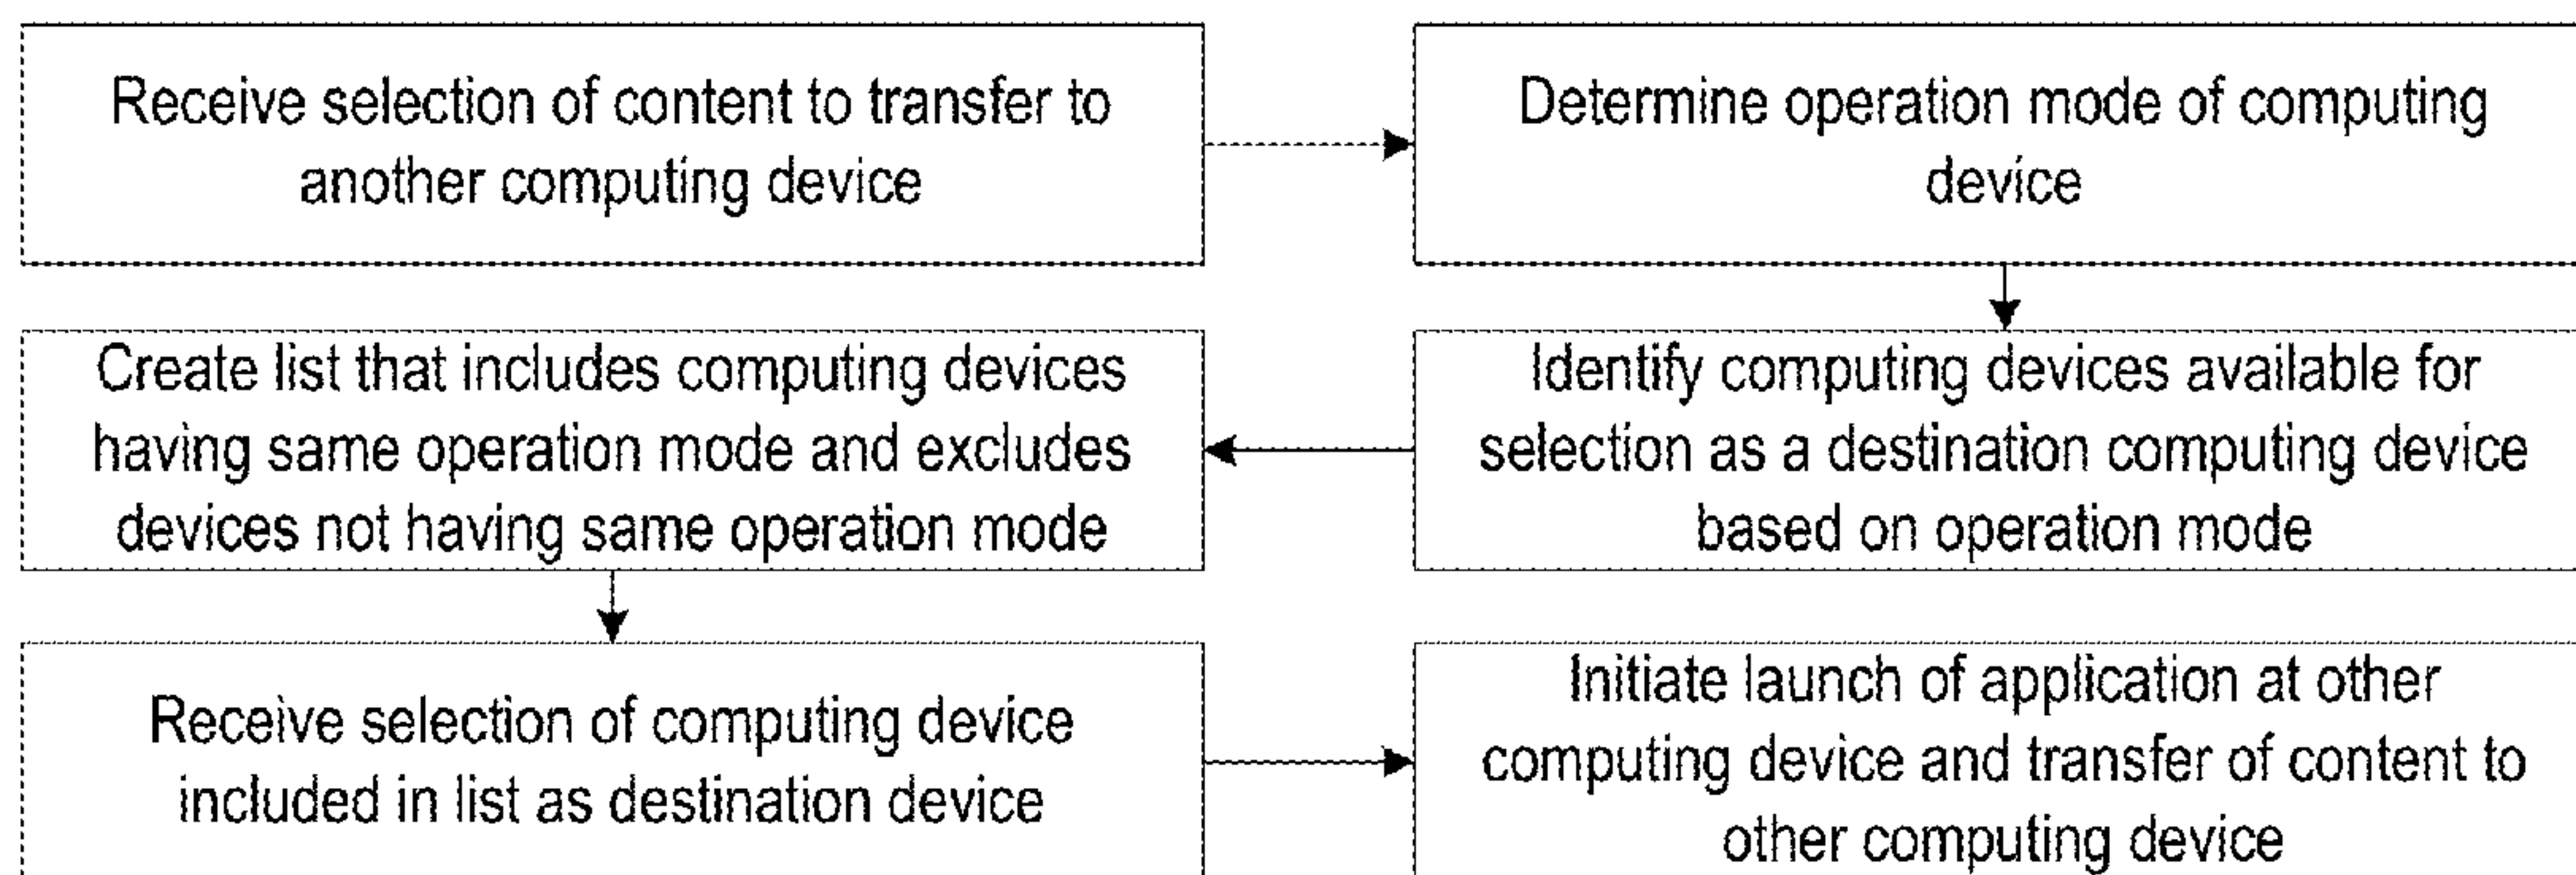 Receive selection of content to transfer to
another computing device
Determine operation mode of computing
device
Identify computing devices available for
selection as a destination computing device
based on operation mode
Create list that includes computing devices
having same operation mode and excludes
devices not having same operation mode
Receive selection of computing device
included in list as destination device
Initiate launch of application at other
computing device and transfer of content to
other computing device